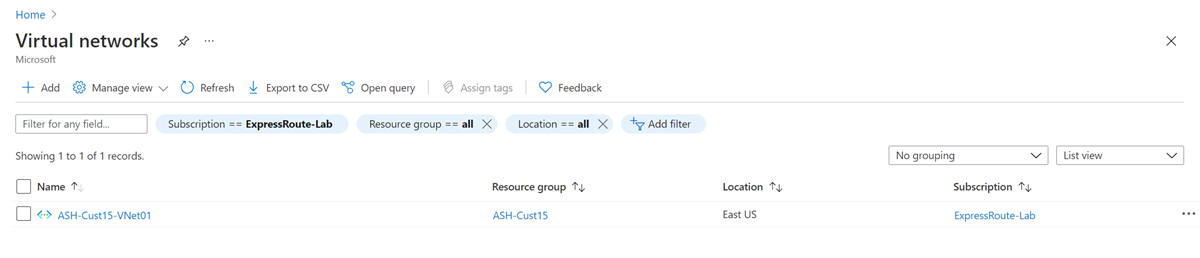 Home >
Virtual networks ...
Microsoft
Add Manage view Refresh Export to CSV Open query Assign tags Feedback
Filter for any field... Subscription == ExpressRoute-Lab Resource group == all Location == all Add filter
Showing 1 to 1 of 1 records. No grouping List view
Name Resource group Location Subscription
ASH-Cust15-VNet01 ASH-Cust15 East US ExpressRoute-Lab ...